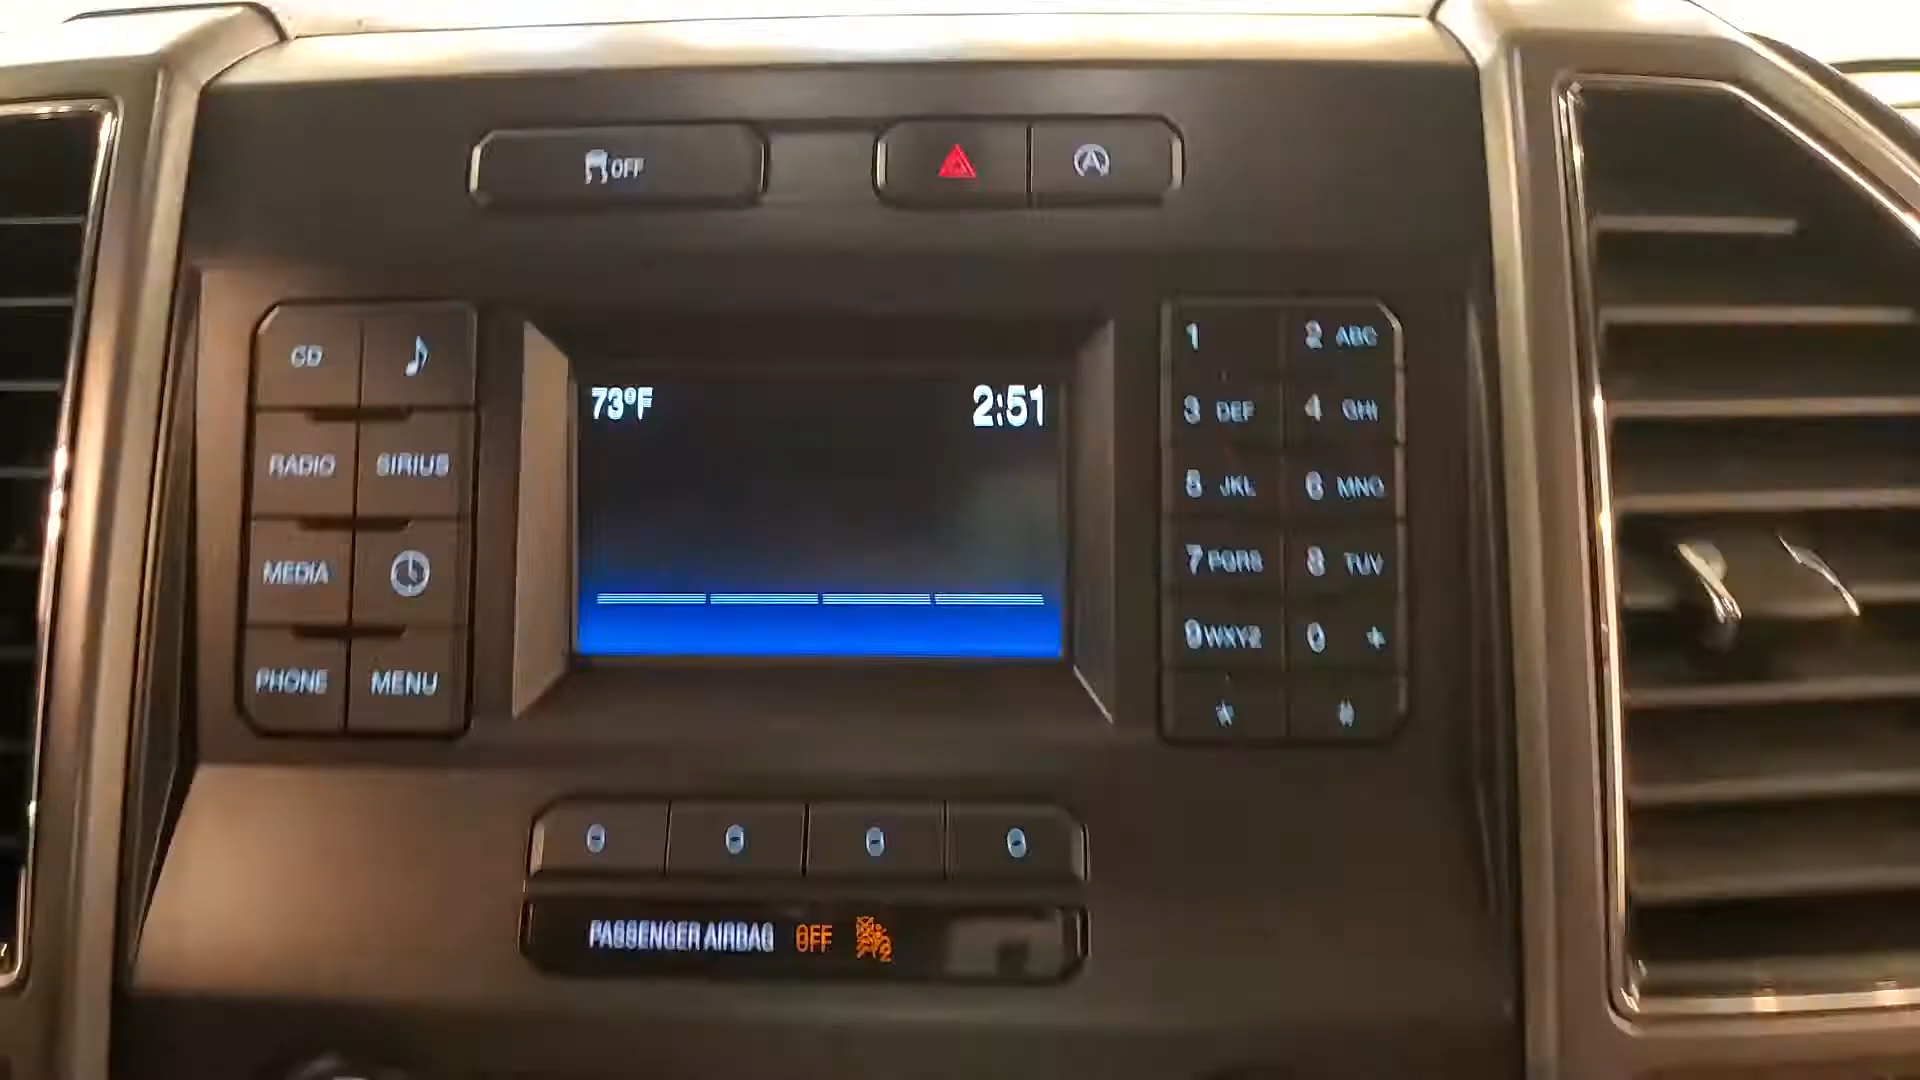 OFF
73°F 2:51
CD
RADIO SIRIUS
MEDIA
PHONE MENU
1 2 ABC
3 DEF 4 GHI
5 JKL 6 MNO
7 PQRS 8 TUV
9 WXYZ 0 +
* #
PASSENGER AIRBAG OFF